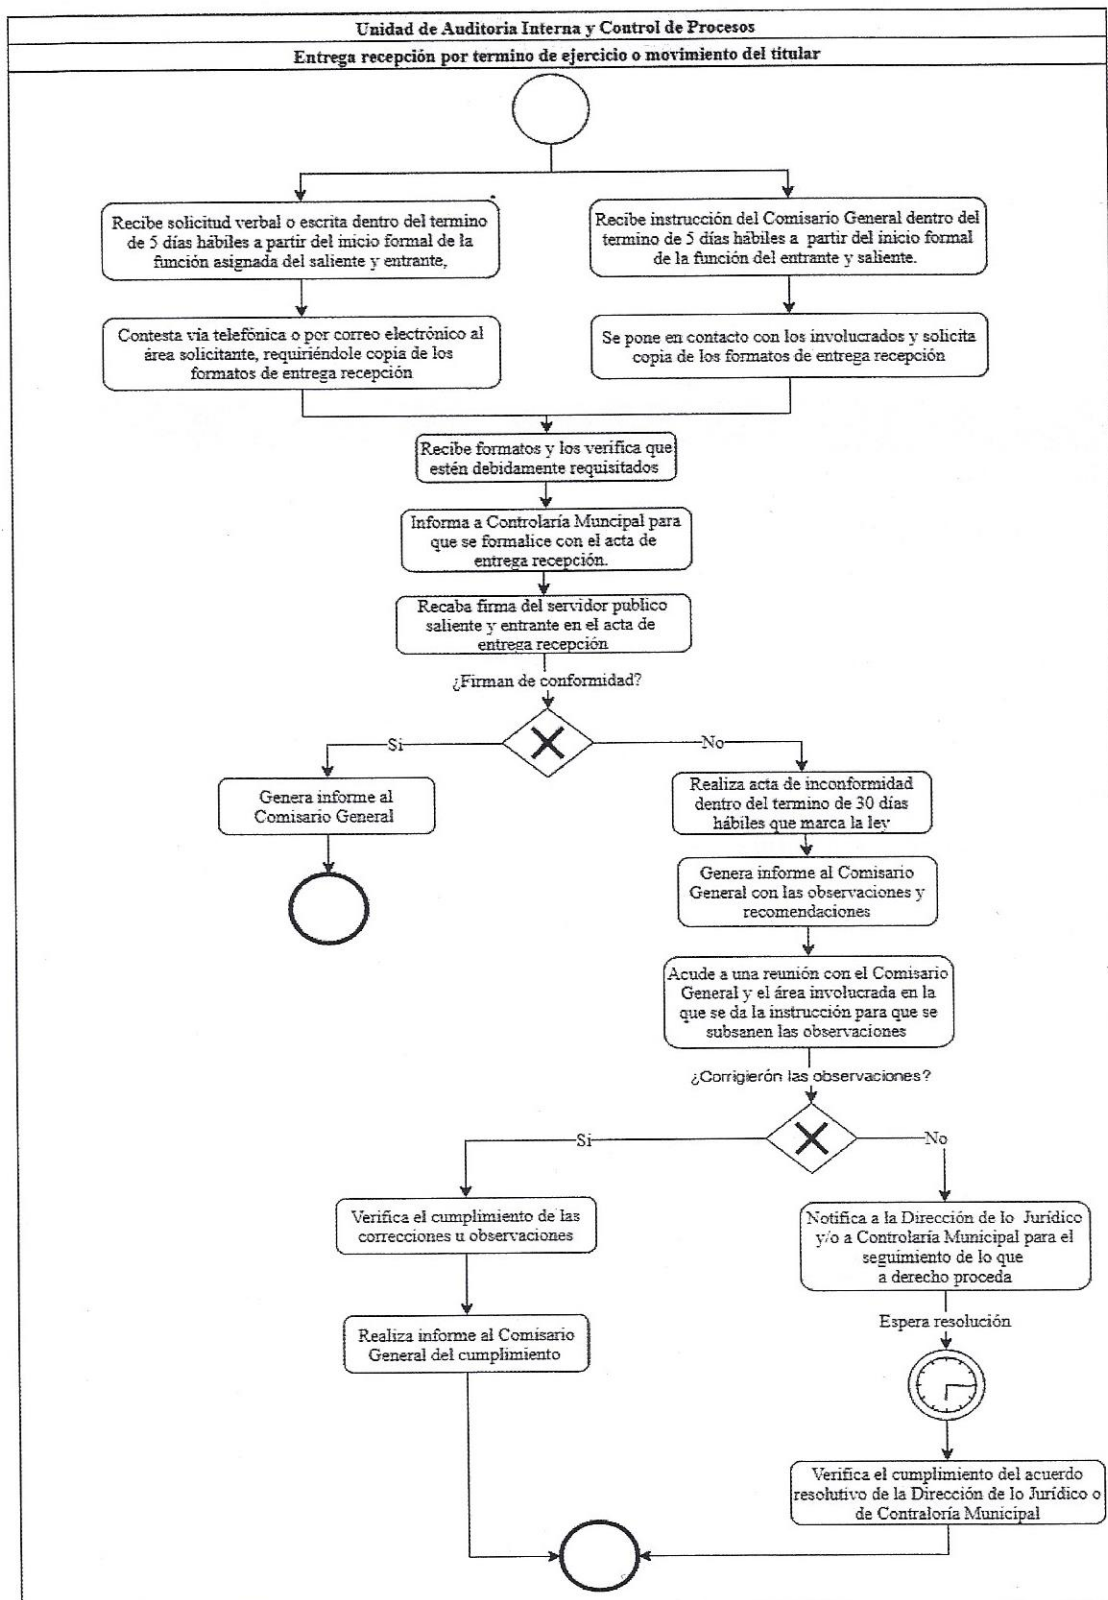 Unidad de Auditoria Interna y Control de Procesos
Entrega recepción por termino de ejercicio o movimiento del titular
Recibe solicitud verbal o escrita dentro del termino
de 5 días hábiles a partir del inicio formal de la
función asignada del saliente y entrante,
Recibe instrucción del Comisario General dentro del
termino de 5 días hábiles a partir del inicio formal
de la función del entrante y saliente.
Contesta vía telefónica o por correo electrónico al
área solicitante, requiriéndole copia de los
formatos de entrega recepción
Se pone en contacto con los involucrados y solicita
copia de los formatos de entrega recepción
Recibe formatos y los verifica que
estén debidamente requisitados
Informa a Controlaría Muncipal para
que se formalice con el acta de
entrega recepción.
Recaba firma del servidor publico
saliente y entrante en el acta de
entrega recepción
¿Firman de conformidad?
Si
No
Genera informe al
Comisario General
Realiza acta de inconformidad
dentro del termino de 30 días
hábiles que marca la ley
Genera informe al Comisario
General con las observaciones y
recomendaciones
Acude a una reunión con el Comisario
General y el área involucrada en la
que se da la instrucción para que se
subsanen las observaciones
¿Corrigierón las observaciones?
Si
No
Verifica el cumplimiento de las
correcciones u observaciones
Notifica a la Dirección de lo Jurídico
y/o a Controlaría Municipal para el
seguimiento de lo que
a derecho proceda
Realiza informe al Comisario
General del cumplimiento
Espera resolución
Verifica el cumplimiento del acuerdo
resolutivo de la Dirección de lo Jurídico o
de Contraloría Municipal